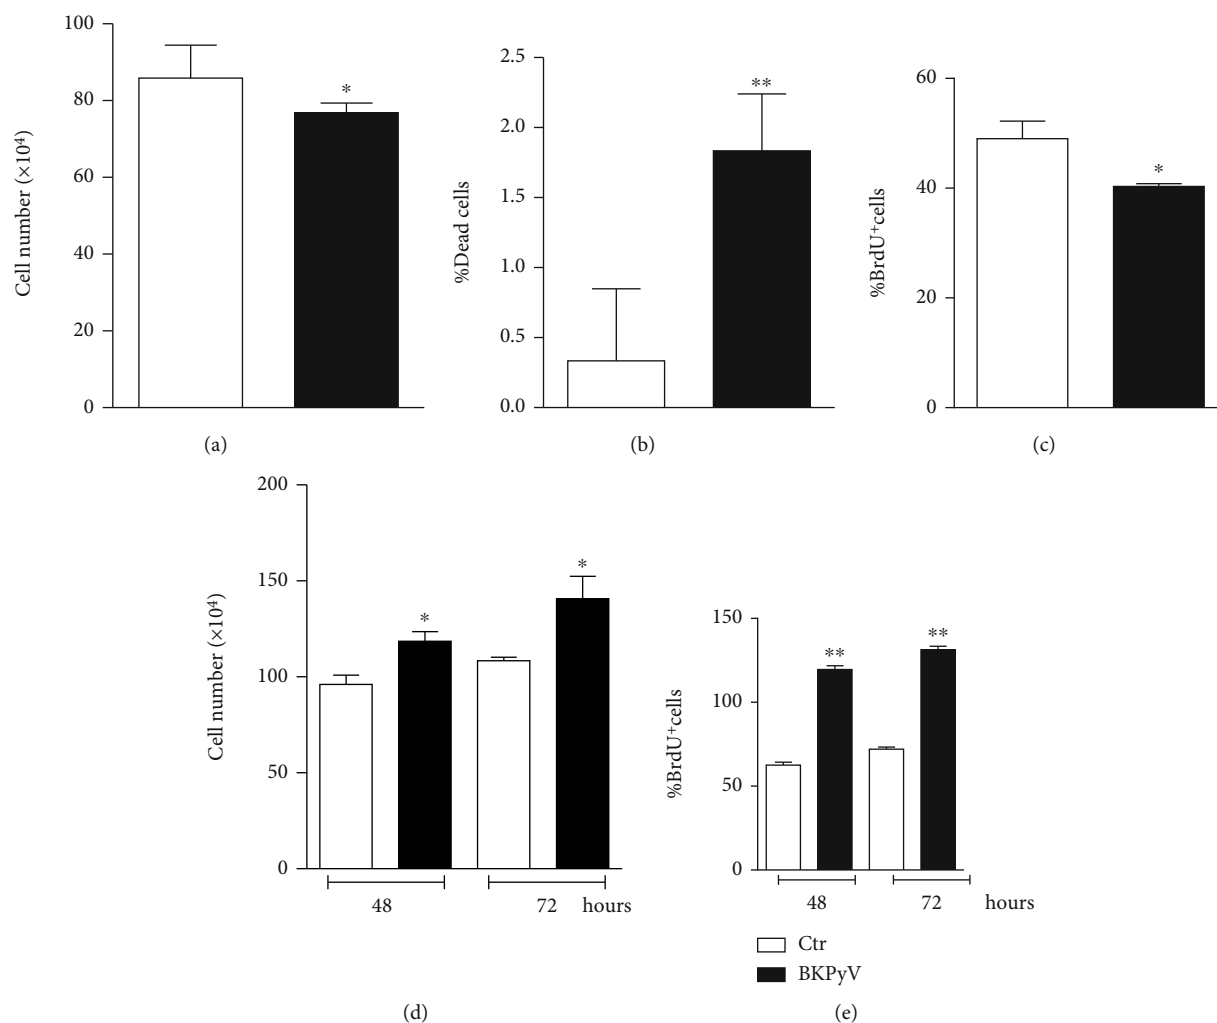 100
80
60
40
20
0
Cell number (×10⁴)
*
(a)
2.5
2.0
1.5
1.0
0.5
0.0
%Dead cells
**
(b)
60
40
20
0
%BrdU⁺cells
*
(c)
200
150
100
50
0
Cell number (×10⁴)
*
*
48
72
hours
(d)
150
100
50
0
%BrdU⁺cells
**
**
48
72
hours
Ctr
BKPyV
(e)